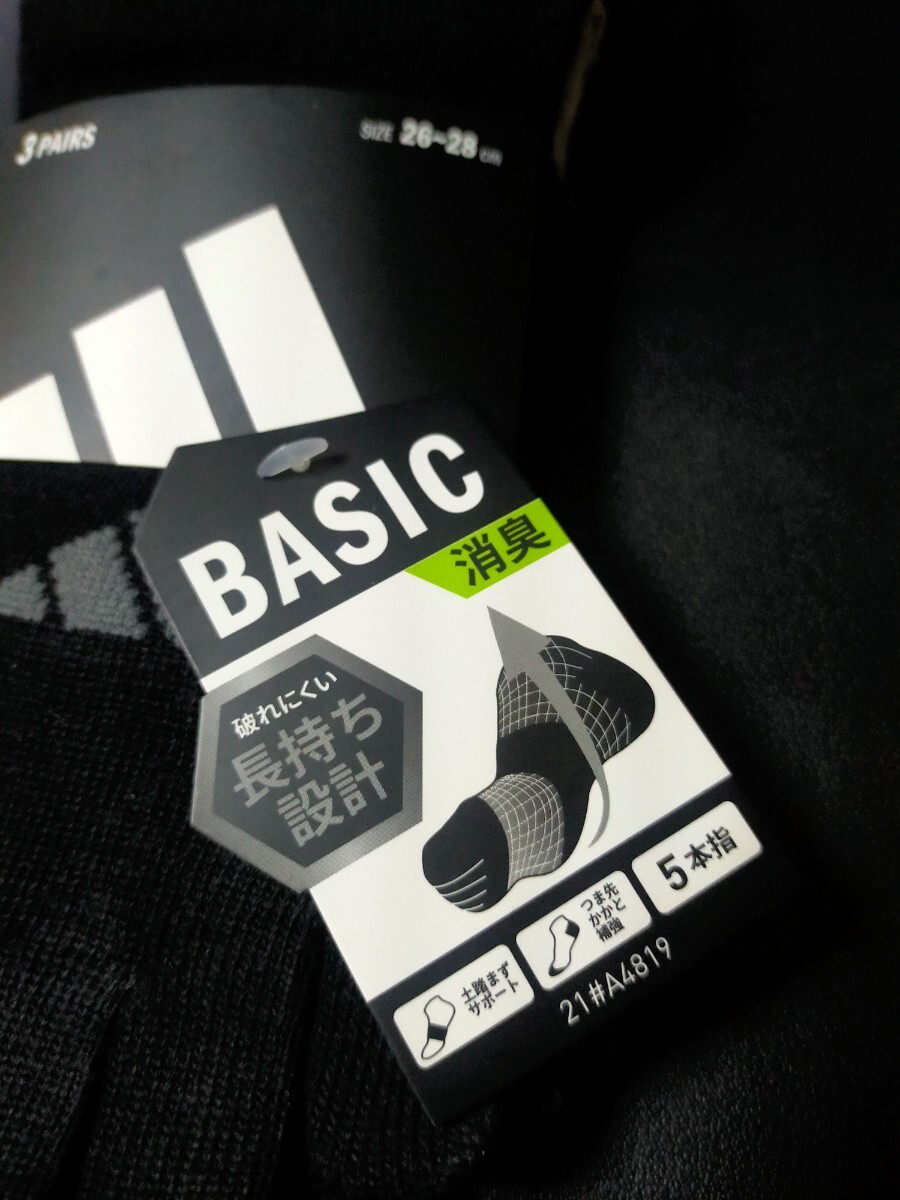 3 PAIRS
SIZE 26~28 CM
BASIC
消臭
破れにくい
長持ち
設計
土踏まず
サポート
つま先
かかと
補強
5本指
21#A4819